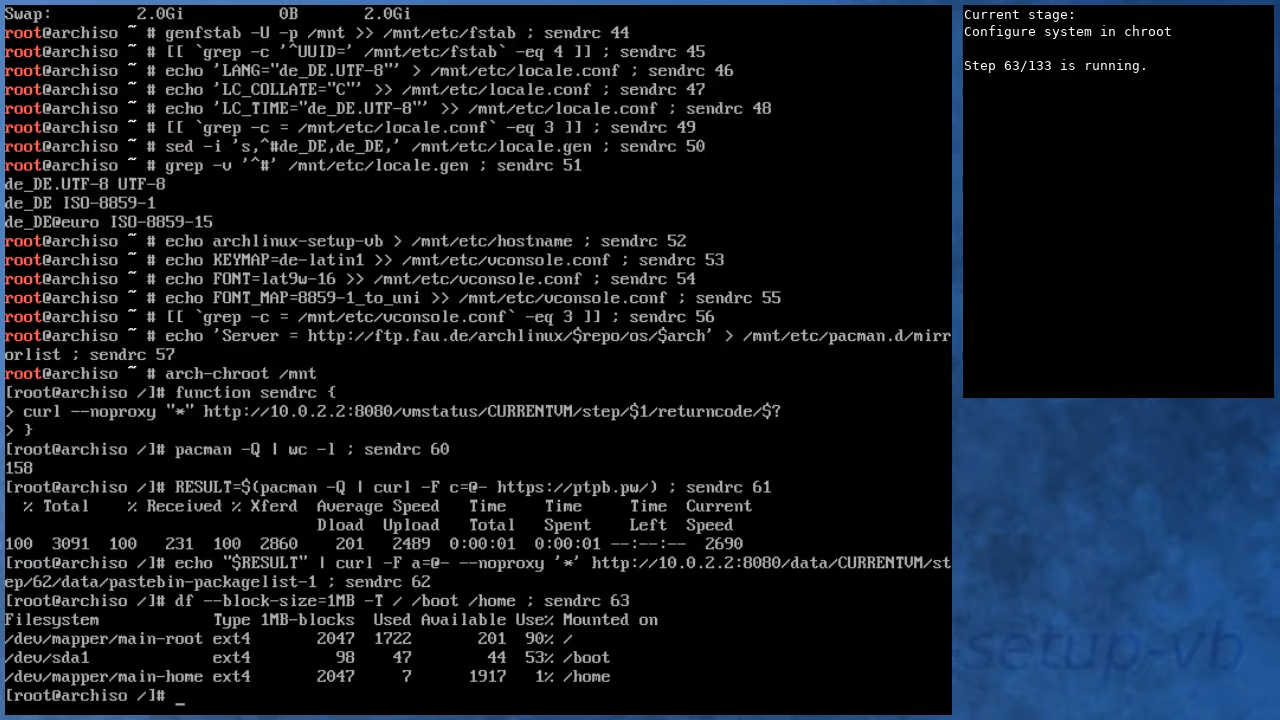 Swap:          2.0Gi          0B       2.0Gi
root@archiso ~ # genfstab -U -p /mnt >> /mnt/etc/fstab ; sendrc 44
root@archiso ~ # [[ `grep -c '^UUID=' /mnt/etc/fstab` -eq 4 ]] ; sendrc 45
root@archiso ~ # echo 'LANG="de_DE.UTF-8"' > /mnt/etc/locale.conf ; sendrc 46
root@archiso ~ # echo 'LC_COLLATE="C"' >> /mnt/etc/locale.conf ; sendrc 47
root@archiso ~ # echo 'LC_TIME="de_DE.UTF-8"' >> /mnt/etc/locale.conf ; sendrc 48
root@archiso ~ # [[ `grep -c = /mnt/etc/locale.conf` -eq 3 ]] ; sendrc 49
root@archiso ~ # sed -i 's,^#de_DE,de_DE,' /mnt/etc/locale.gen ; sendrc 50
root@archiso ~ # grep -v '^#' /mnt/etc/locale.gen ; sendrc 51
de_DE.UTF-8 UTF-8
de_DE ISO-8859-1
de_DE@euro ISO-8859-15
root@archiso ~ # echo archlinux-setup-vb > /mnt/etc/hostname ; sendrc 52
root@archiso ~ # echo KEYMAP=de-latin1 >> /mnt/etc/vconsole.conf ; sendrc 53
root@archiso ~ # echo FONT=lat9w-16 >> /mnt/etc/vconsole.conf ; sendrc 54
root@archiso ~ # echo FONT_MAP=8859-1_to_uni >> /mnt/etc/vconsole.conf ; sendrc 55
root@archiso ~ # [[ `grep -c = /mnt/etc/vconsole.conf` -eq 3 ]] ; sendrc 56
root@archiso ~ # echo 'Server = http://ftp.fau.de/archlinux/$repo/os/$arch' > /mnt/etc/pacman.d/mirr
orlist ; sendrc 57
root@archiso ~ # arch-chroot /mnt
[root@archiso /]# function sendrc {
> curl --noproxy "*" http://10.0.2.2:8080/vmstatus/CURRENTVM/step/$1/returncode/$?
> }
[root@archiso /]# pacman -Q | wc -l ; sendrc 60
158
[root@archiso /]# RESULT=$(pacman -Q | curl -F c=@- https://ptpb.pw/) ; sendrc 61
  % Total    % Received % Xferd  Average Speed   Time    Time     Time  Current
                                 Dload  Upload   Total   Spent    Left  Speed
100  3091  100   231  100  2860    201   2489  0:00:01  0:00:01 --:--:--  2690
[root@archiso /]# echo "$RESULT" | curl -F a=@- --noproxy '*' http://10.0.2.2:8080/data/CURRENTVM/st
ep/62/data/pastebin-packagelist-1 ; sendrc 62
[root@archiso /]# df --block-size=1MB -T / /boot /home ; sendrc 63
Filesystem            Type 1MB-blocks  Used Available Use% Mounted on
/dev/mapper/main-root ext4       2047  1722       201  90% /
/dev/sda1             ext4         98    47        44  53% /boot
/dev/mapper/main-home ext4       2047     7      1917   1% /home
[root@archiso /]# _
Current stage:
Configure system in chroot
Step 63/133 is running.
-setup-vb